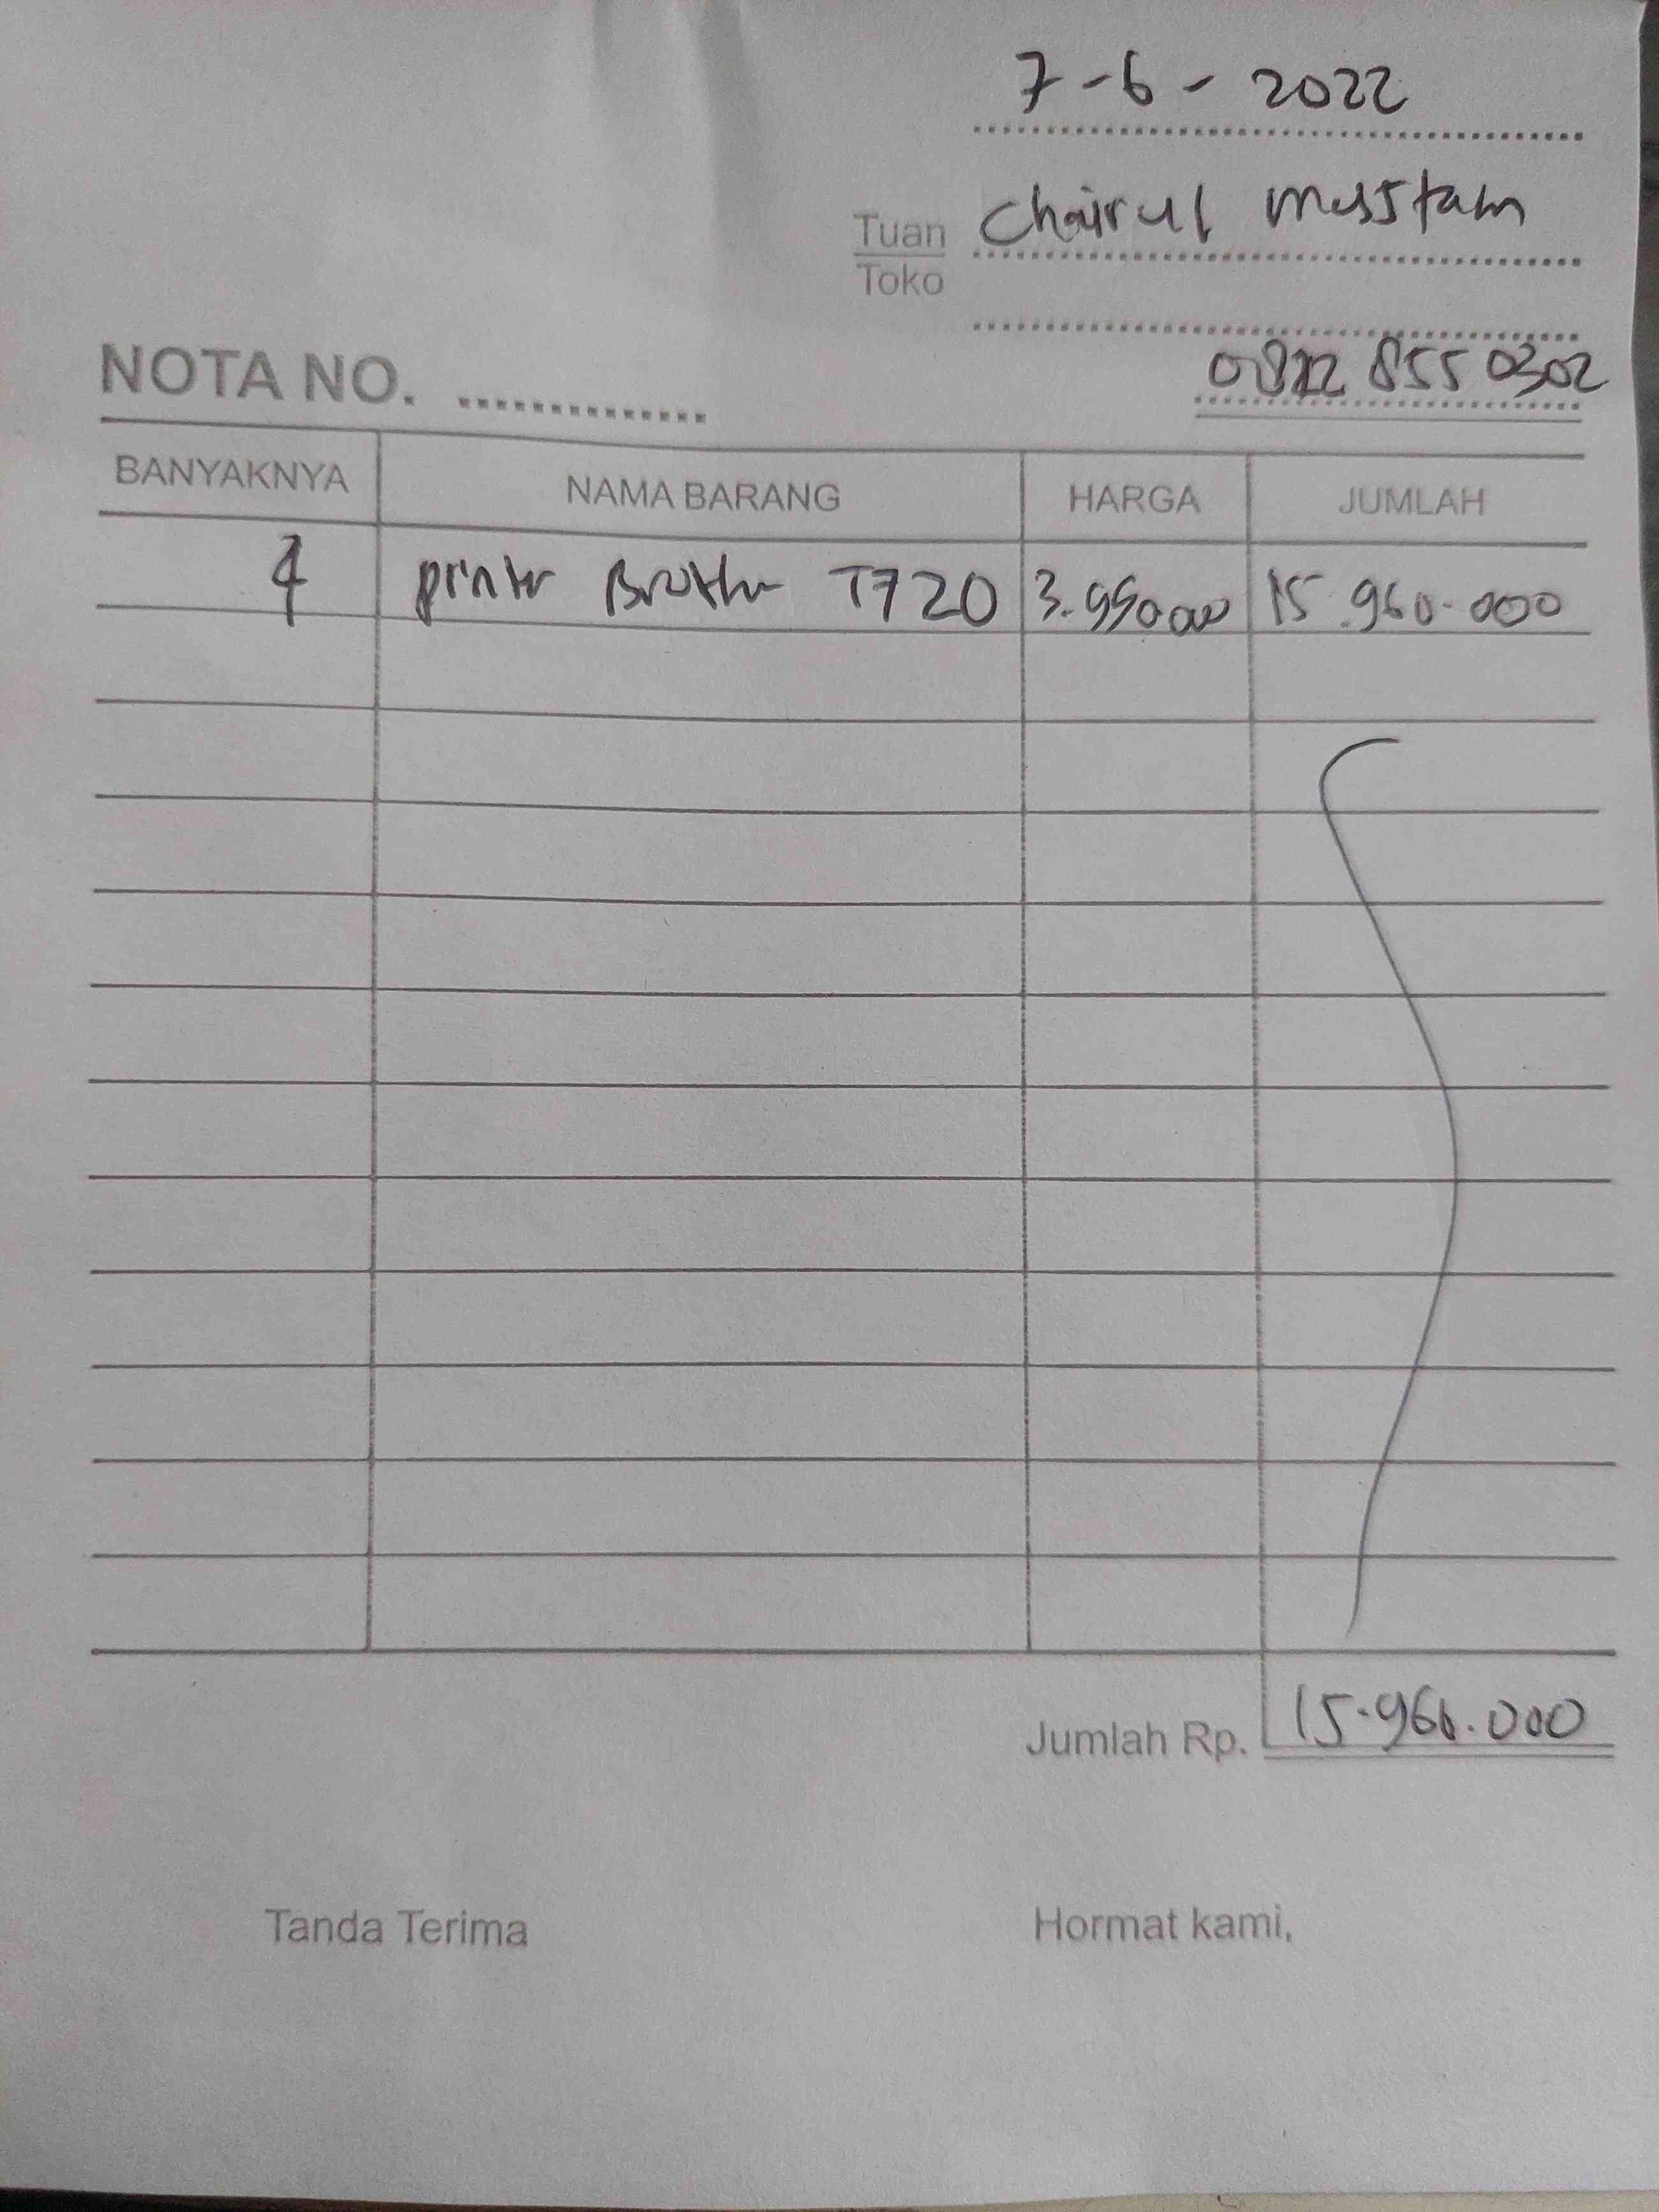 7-6-2022
Tuan Chairul
Toko
NOTA NO.
855 0302
BANYAKNYA NAMA BARANG HARGA JUMLAH
4 printer Brother T720 3.990.000 15.960.000
Jumlah Rp. 15.960.000
Tanda Terima Hormat kami,